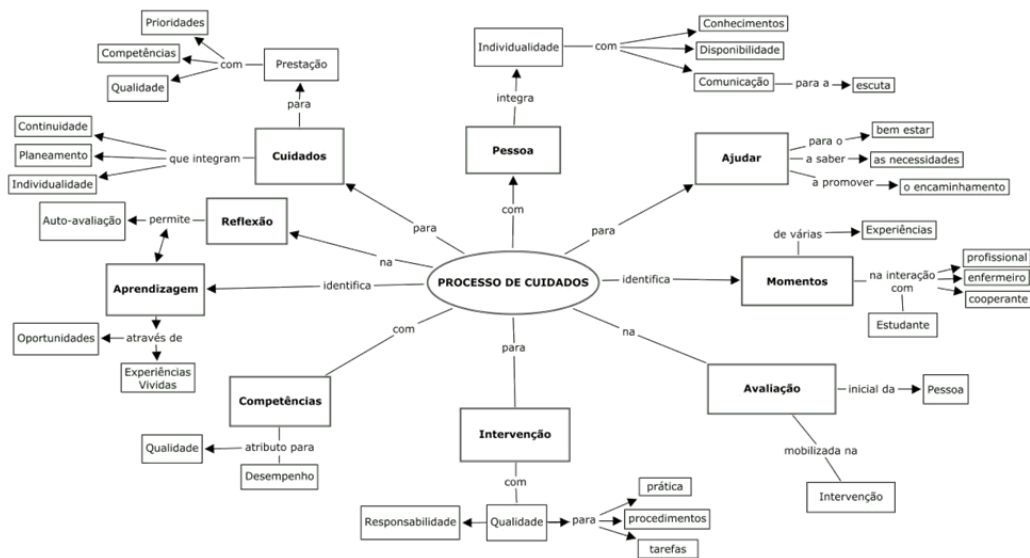 Prioridades
Competências
com
Prestação
Qualidade
para
Continuidade
Planeamento
que integram
Cuidados
Individualidade
Individualidade
com
Conhecimentos
Disponibilidade
Comunicação
para a
escuta
integra
Pessoa
com
Ajudar
para o
bem estar
a saber
as necessidades
a promover
o encaminhamento
para
para
Auto-avaliação
permite
Reflexão
na
Aprendizagem
identifica
PROCESSO DE CUIDADOS
identifica
Momentos
de várias
Experiências
na interação
com
profissional
enfermeiro
cooperante
Estudante
Oportunidades
através de
Experiências
Vividas
com
para
na
Competências
Qualidade
atributo para
Desempenho
Intervenção
com
Responsabilidade
Qualidade
para
prática
procedimentos
tarefas
Avaliação
inicial da
Pessoa
mobilizada na
Intervenção